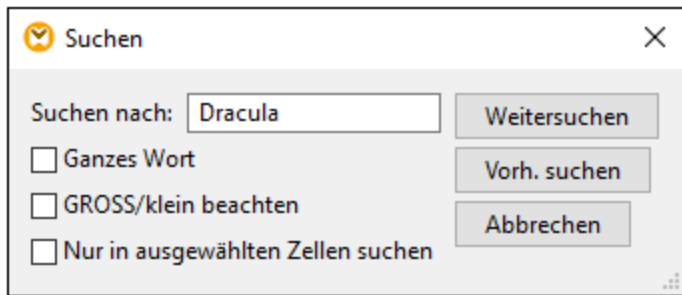 Suchen
Suchen nach: Dracula
Weitersuchen
Ganzes Wort
Vorh. suchen
GROSS/klein beachten
Abbrechen
Nur in ausgewählten Zellen suchen